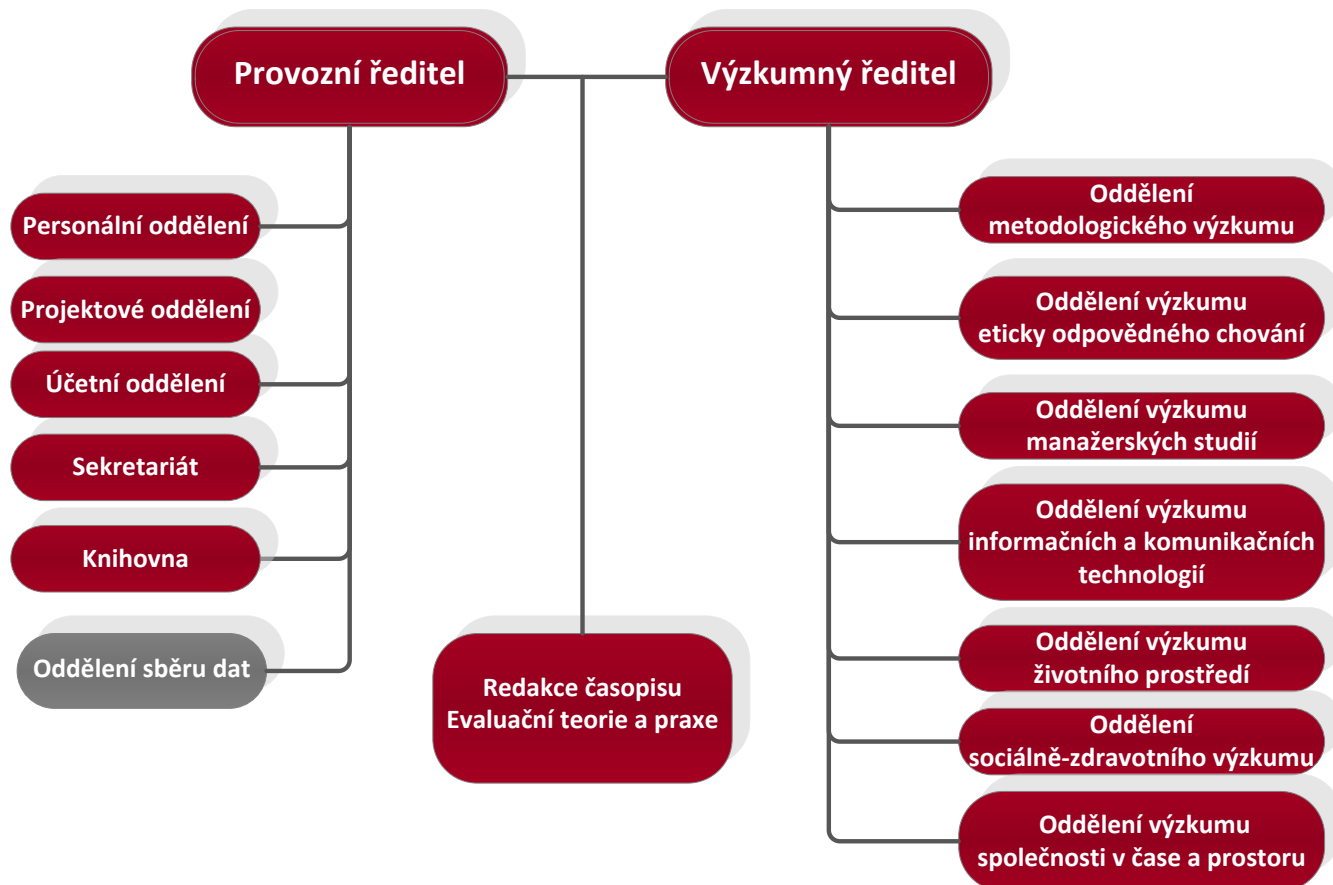 Provozní ředitel
Výzkumný ředitel
Personální oddělení
Projektové oddělení
Účetní oddělení
Sekretariát
Knihovna
Oddělení sběru dat
Redakce časopisu
Evaluační teorie a praxe
Oddělení
metodologického výzkumu
Oddělení výzkumu
eticky odpovědného chování
Oddělení výzkumu
manažerských studií
Oddělení výzkumu
informačních a komunikačních
technologií
Oddělení výzkumu
životního prostředí
Oddělení
sociálně-zdravotního výzkumu
Oddělení výzkumu
společnosti v čase a prostoru